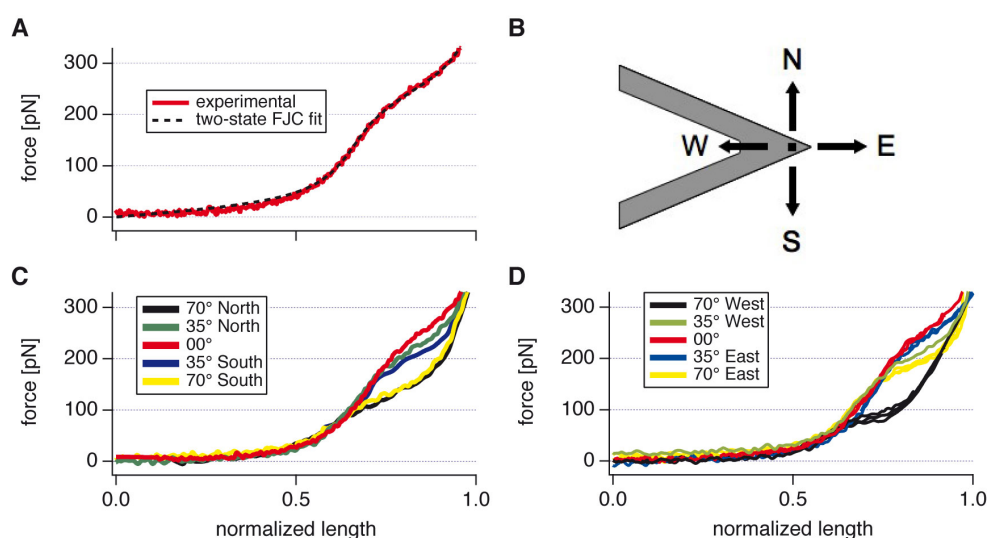 A
force [pN]
300
200
100
0
experimental
two-state FJC fit
B
N
W
E
S
C
force [pN]
300
200
100
0
70° North
35° North
00°
35° South
70° South
0.0
0.5
1.0
normalized length
D
force [pN]
300
200
100
0
70° West
35° West
00°
35° East
70° East
0.0
0.5
1.0
normalized length